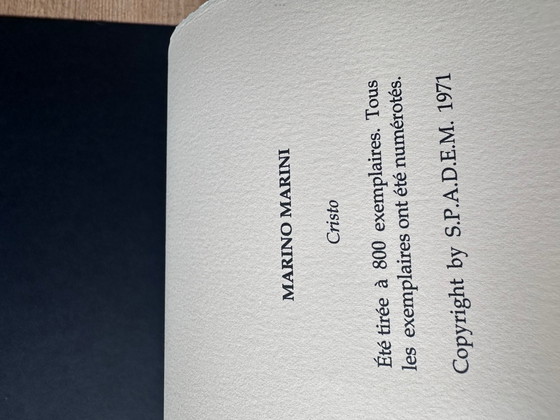 MARINO MARINI
Cristo
Été tirée à 800 exemplaires. Tous
les exemplaires ont été numérotés.
Copyright by S.P.A.D.E.M. 1971